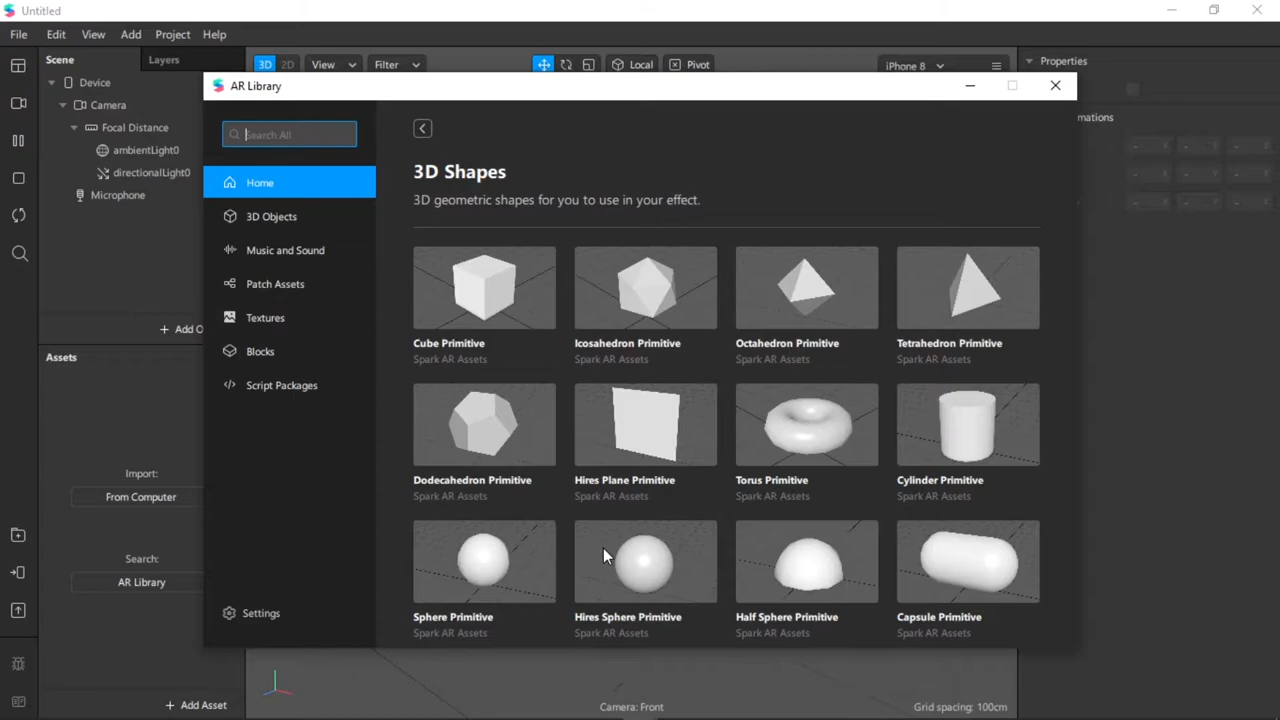 Untitled
File Edit View Add Project Help
Scene Layers
3D 2D View Filter Local Pivot iPhone 8 Properties
Device
Camera
Focal Distance
ambientLight0
directionalLight0
Microphone
+ Add O
Assets
Import:
From Computer
Search:
AR Library
+ Add Asset
AR Library
Search All
Home
3D Objects
Music and Sound
Patch Assets
Textures
Blocks
Script Packages
Settings
3D Shapes
3D geometric shapes for you to use in your effect.
Cube Primitive Icosahedron Primitive Octahedron Primitive Tetrahedron Primitive
Spark AR Assets Spark AR Assets Spark AR Assets Spark AR Assets
Dodecahedron Primitive Hires Plane Primitive Torus Primitive Cylinder Primitive
Spark AR Assets Spark AR Assets Spark AR Assets Spark AR Assets
Sphere Primitive Hires Sphere Primitive Half Sphere Primitive Capsule Primitive
Spark AR Assets Spark AR Assets Spark AR Assets Spark AR Assets
mations
Camera: Front Grid spacing: 100cm